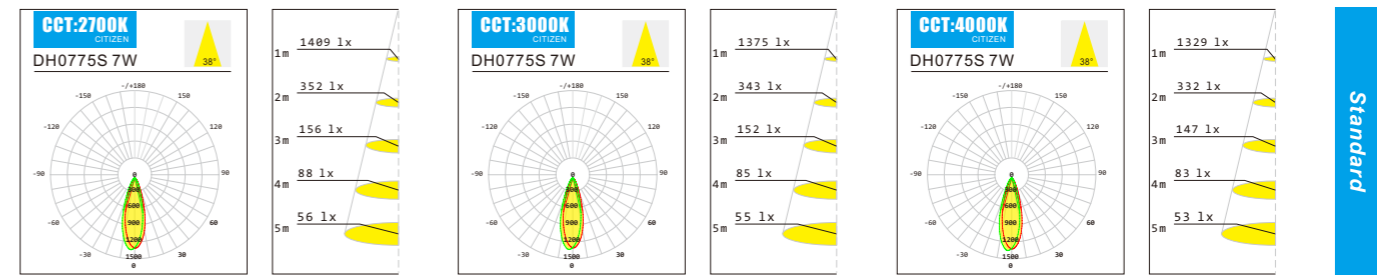 CCT:2700K
CITIZEN
DH0775S 7W
38°
-/+180
-150 150
-120 120
-90 90
-60 60
-30 30
0
0
300
600
900
1200
1500
1m 1409 lx
2m 352 lx
3m 156 lx
4m 88 lx
5m 56 lx
CCT:3000K
CITIZEN
DH0775S 7W
38°
-/+180
-150 150
-120 120
-90 90
-60 60
-30 30
0
0
300
600
900
1200
1500
1m 1375 lx
2m 343 lx
3m 152 lx
4m 85 lx
5m 55 lx
CCT:4000K
CITIZEN
DH0775S 7W
38°
-/+180
-150 150
-120 120
-90 90
-60 60
-30 30
0
0
300
600
900
1200
1500
1m 1329 lx
2m 332 lx
3m 147 lx
4m 83 lx
5m 53 lx
Standard